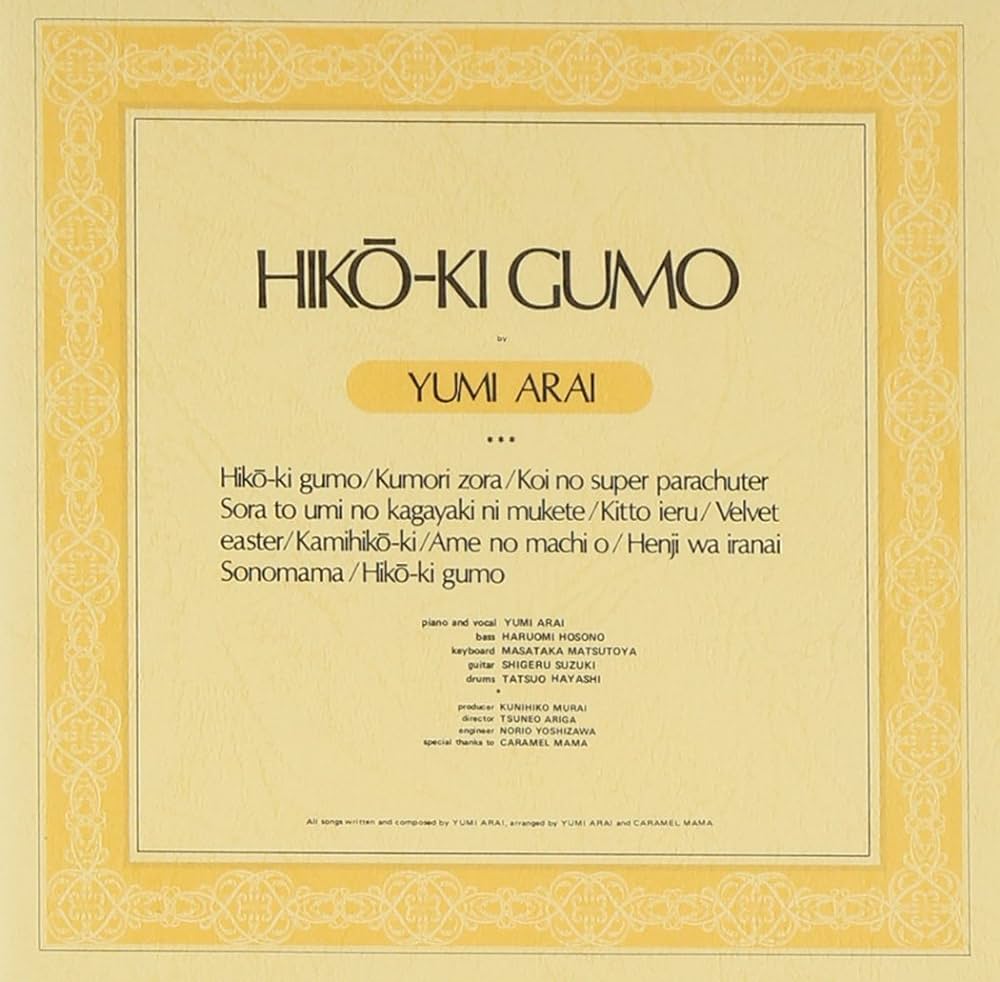 HIKŌ-KI GUMO
by
YUMI ARAI
***
Hikō-ki gumo/Kumori zora/Koi no super parachuter
Sora to umi no kagayaki ni mukete/Kitto ieru/Velvet
easter/Kamihikō-ki/Ame no machi o/Henji wa iranai
Sonomama/Hikō-ki gumo
piano and vocal YUMI ARAI
bass HARUOMI HOSONO
keyboard MASATAKA MATSUTOYA
guitar SHIGERU SUZUKI
drums TATSUO HAYASHI
*
producer KUNIHIKO MURAI
director TSUNEO ARIGA
engineer NORIO YOSHIZAWA
special thanks to CARAMEL MAMA
All songs written and composed by YUMI ARAI, arranged by YUMI ARAI and CARAMEL MAMA